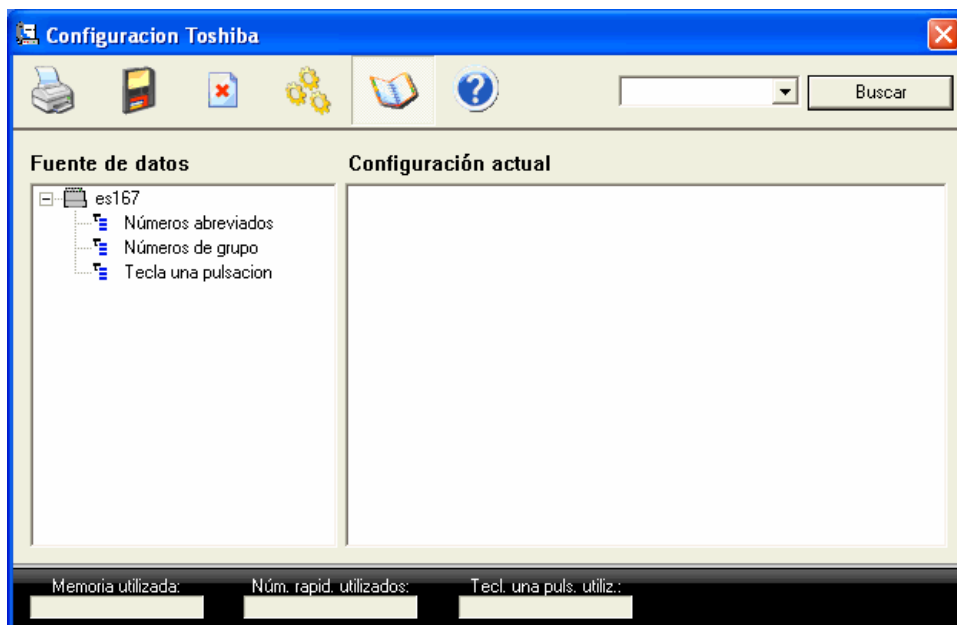 Configuracion Toshiba
Buscar
Fuente de datos
Configuración actual
es167
Números abreviados
Números de grupo
Tecla una pulsacion
Memoria utilizada:
Núm. rapid. utilizados:
Tecl. una puls. utiliz.: